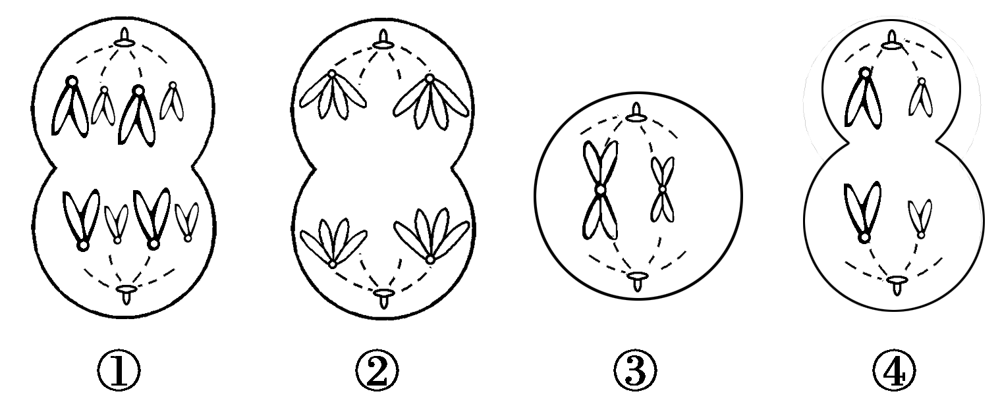 ① ② ③ ④